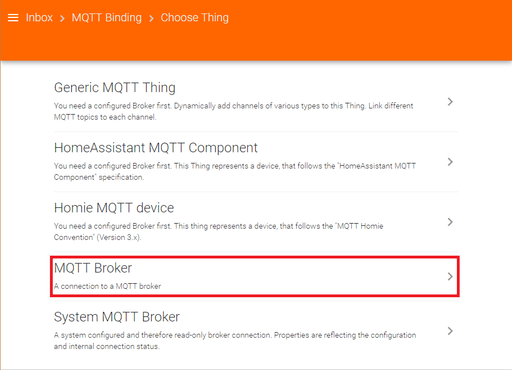 Inbox > MQTT Binding > Choose Thing
Generic MQTT Thing
You need a configured Broker first. Dynamically add channels of various types to this Thing. Link different
MQTT topics to each channel.
HomeAssistant MQTT Component
You need a configured Broker first. This Thing represents a device, that follows the "HomeAssistant MQTT
Component" specification.
Homie MQTT device
You need a configured Broker first. This thing represents a device, that follows the "MQTT Homie
Convention" (Version 3.x).
MQTT Broker
A connection to a MQTT broker
System MQTT Broker
A system configured and therefore read-only broker connection. Properties are reflecting the configuration
and internal connection status.